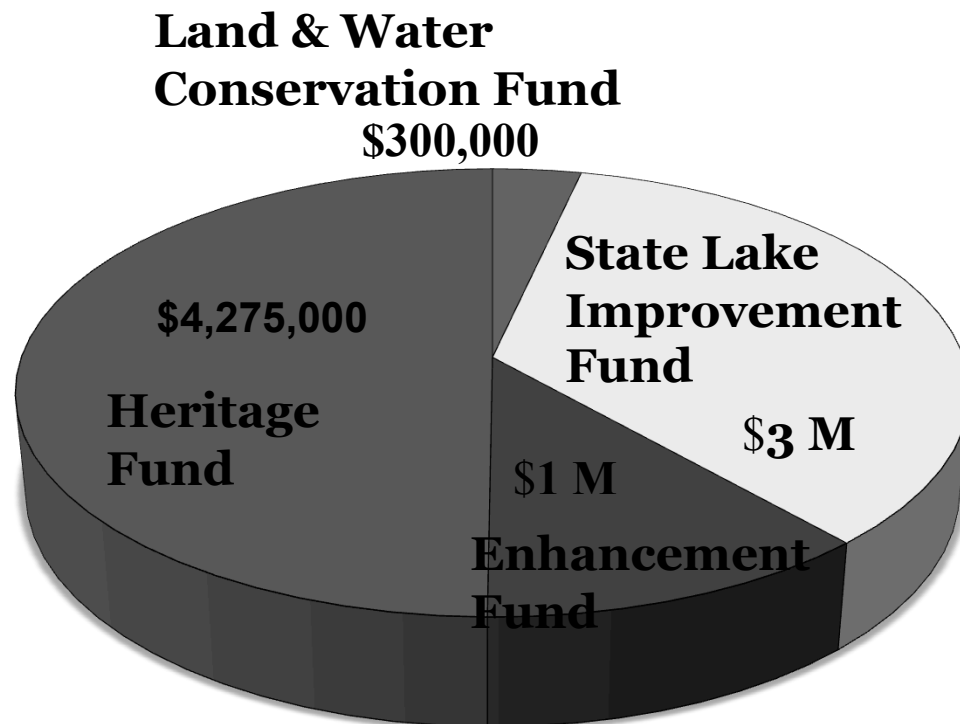 Land & Water
Conservation Fund
$300,000
State Lake
Improvement
Fund
$3 M
$4,275,000
Heritage
Fund
$1 M
Enhancement
Fund